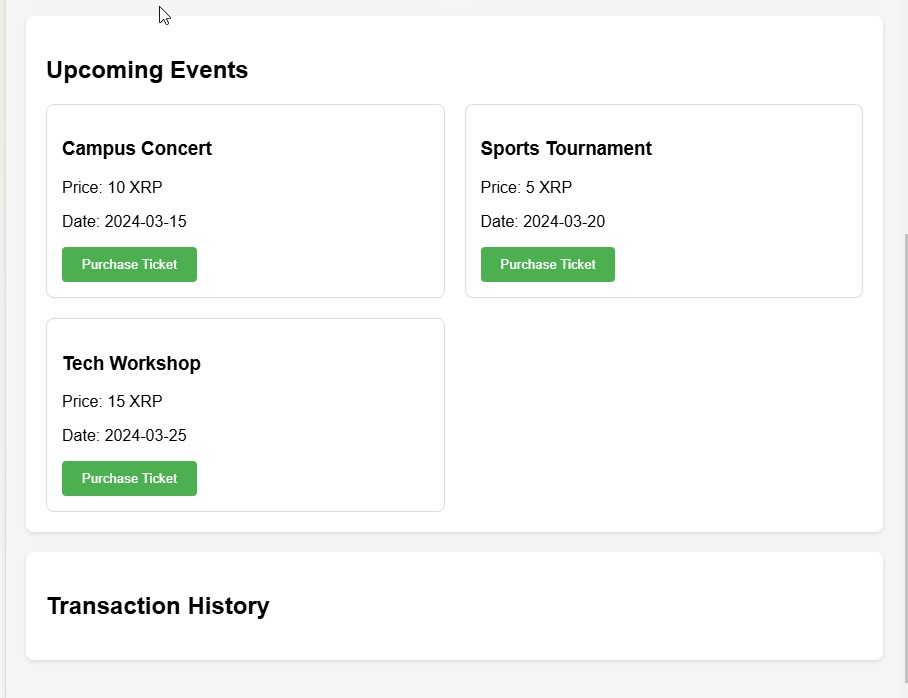 Upcoming Events
Campus Concert
Price: 10 XRP
Date: 2024-03-15
Purchase Ticket
Sports Tournament
Price: 5 XRP
Date: 2024-03-20
Purchase Ticket
Tech Workshop
Price: 15 XRP
Date: 2024-03-25
Purchase Ticket
Transaction History